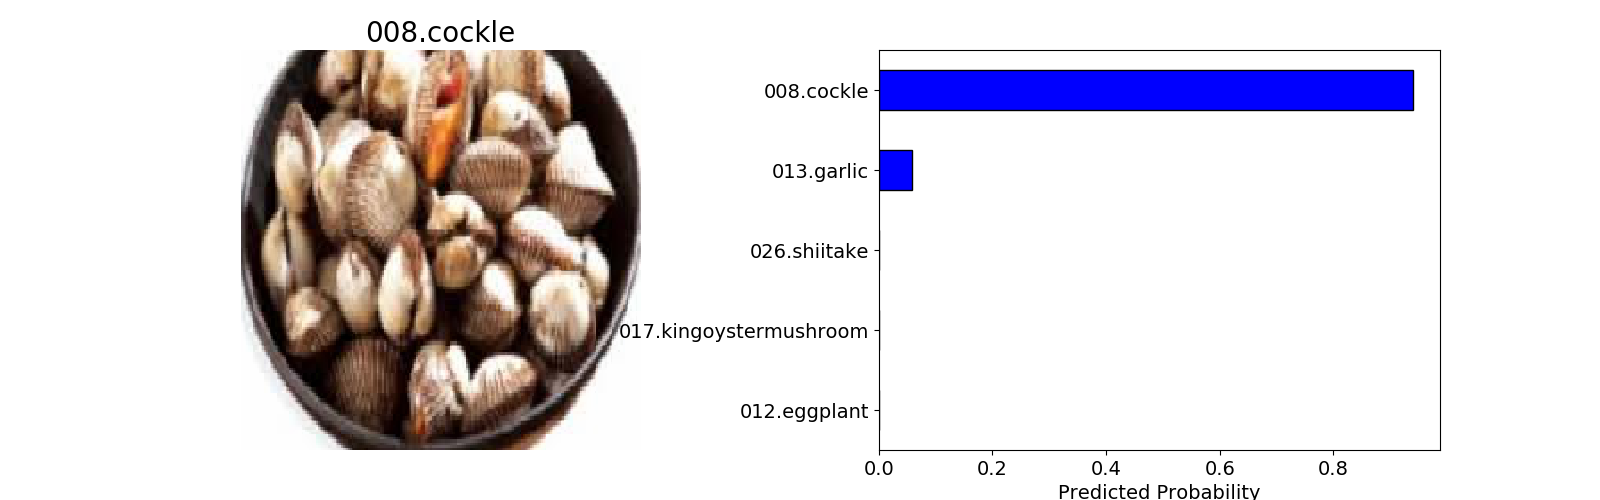 008.cockle
008.cockle
013.garlic
026.shiitake
017.kingoystermushroom
012.eggplant
0.0 0.2 0.4 0.6 0.8
Predicted Probability